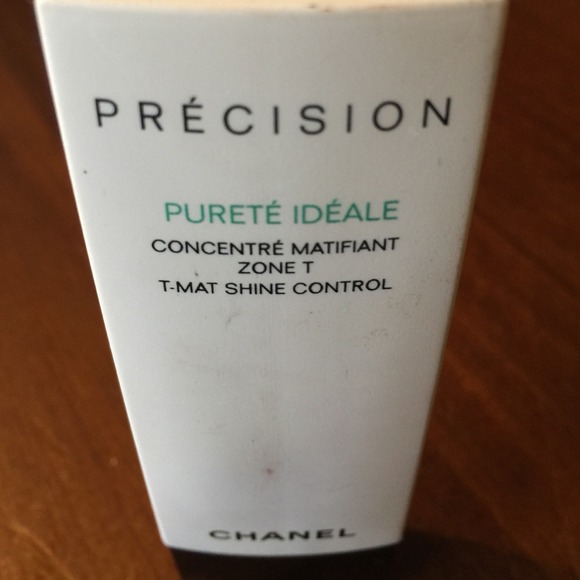 PRÉCISION
PURETÉ IDÉALE
CONCENTRÉ MATIFIANT
ZONE T
T-MAT SHINE CONTROL
CHANEL